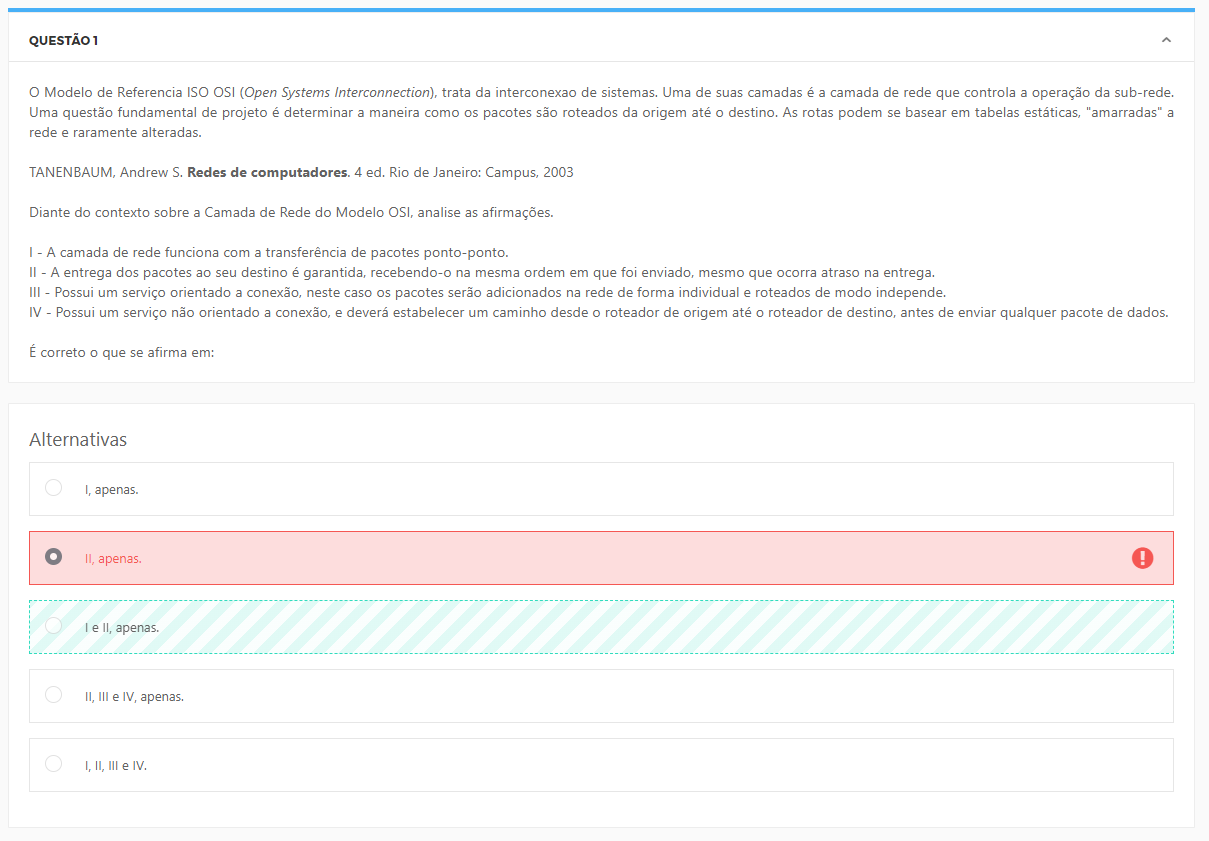 QUESTÃO 1
O Modelo de Referencia ISO OSI (Open Systems Interconnection), trata da interconexao de sistemas. Uma de suas camadas é a camada de rede que controla a operação da sub-rede.
Uma questão fundamental de projeto é determinar a maneira como os pacotes são roteados da origem até o destino. As rotas podem se basear em tabelas estáticas, "amarradas" a
rede e raramente alteradas.
TANENBAUM, Andrew S. Redes de computadores. 4 ed. Rio de Janeiro: Campus, 2003
Diante do contexto sobre a Camada de Rede do Modelo OSI, analise as afirmações.
I - A camada de rede funciona com a transferência de pacotes ponto-ponto.
II - A entrega dos pacotes ao seu destino é garantida, recebendo-o na mesma ordem em que foi enviado, mesmo que ocorra atraso na entrega.
III - Possui um serviço orientado a conexão, neste caso os pacotes serão adicionados na rede de forma individual e roteados de modo independe.
IV - Possui um serviço não orientado a conexão, e deverá estabelecer um caminho desde o roteador de origem até o roteador de destino, antes de enviar qualquer pacote de dados.
É correto o que se afirma em:
Alternativas
I, apenas.
II, apenas.
I e II, apenas.
II, III e IV, apenas.
I, II, III e IV.